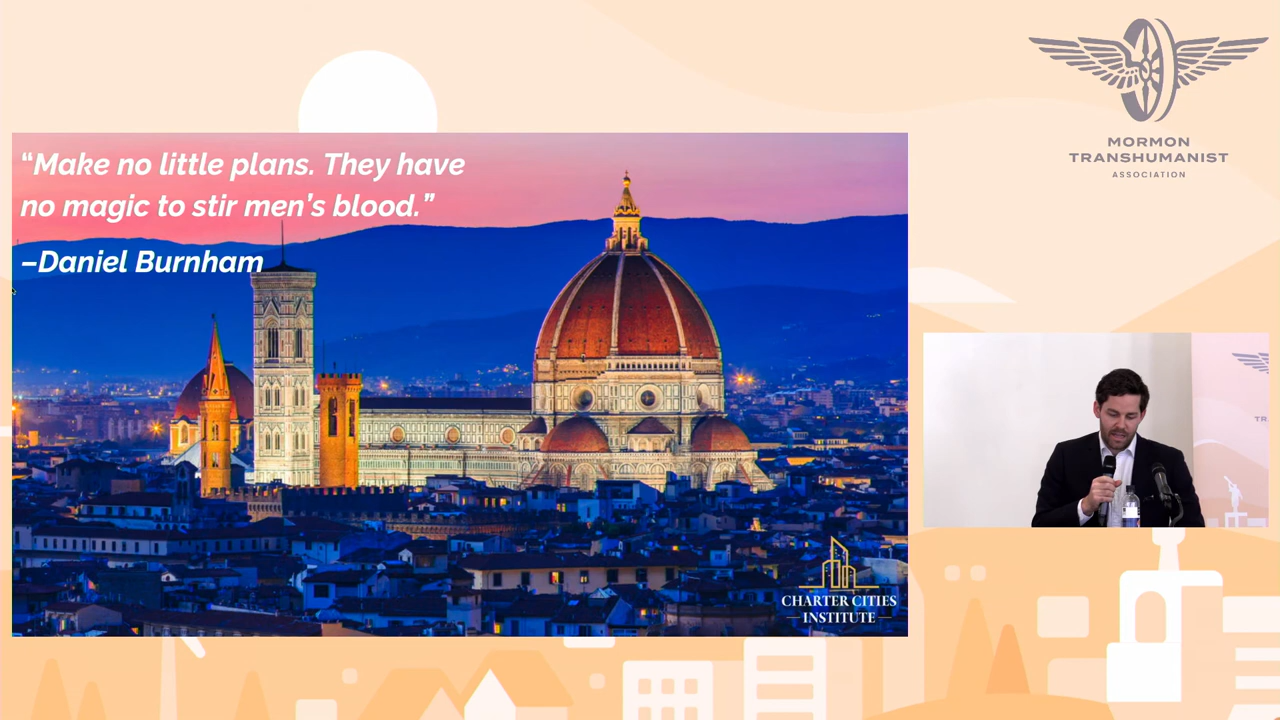 “Make no little plans. They have
no magic to stir men’s blood.”
–Daniel Burnham
CHARTER CITIES
INSTITUTE
MORMON
TRANSHUMANIST
ASSOCIATION